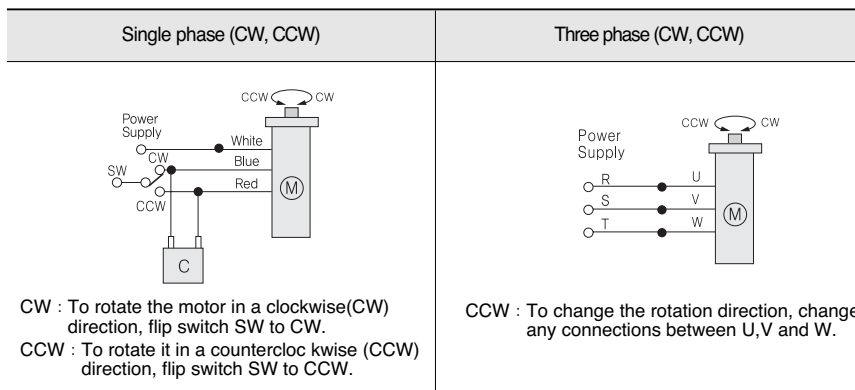 Single phase (CW, CCW)
Three phase (CW, CCW)
CCW CW
Power
Supply
White
CW
Blue
SW
Red
M
CCW
C
CW : To rotate the motor in a clockwise(CW)
direction, flip switch SW to CW.
CCW : To rotate it in a countercloc kwise (CCW)
direction, flip switch SW to CCW.
CCW CW
Power
Supply
R U
S V
M
T W
CCW : To change the rotation direction, change
any connections between U,V and W.